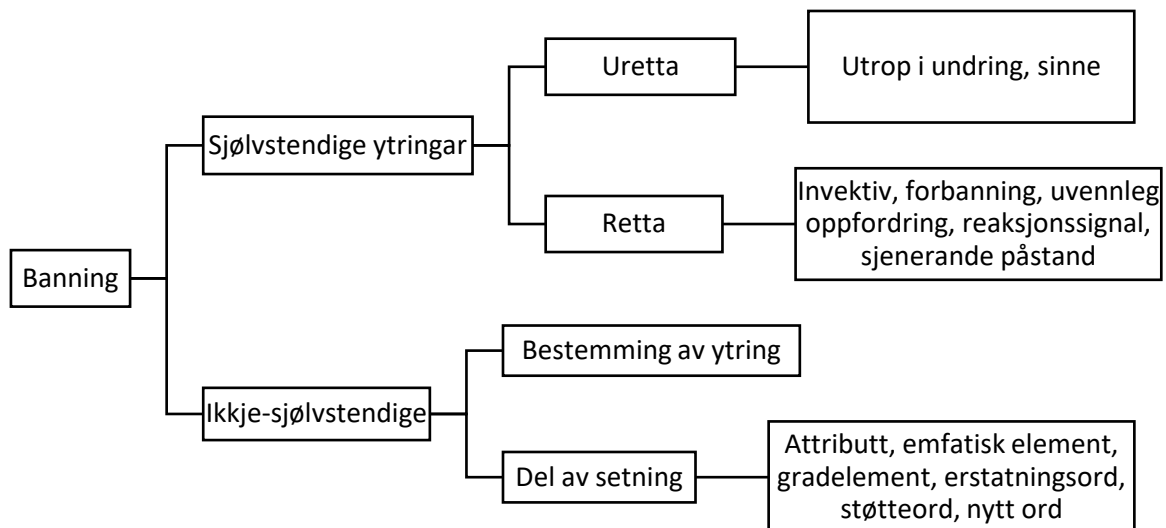 Uretta
Utrop i undring, sinne
Sjølvstendige ytringar
Retta
Invektiv, forbanning, uvennleg
oppfordring, reaksjonssignal,
sjenerande påstand
Banning
Bestemming av ytring
Ikkje-sjølvstendige
Del av setning
Attributt, emfatisk element,
gradelement, erstatningsord,
støtteord, nytt ord